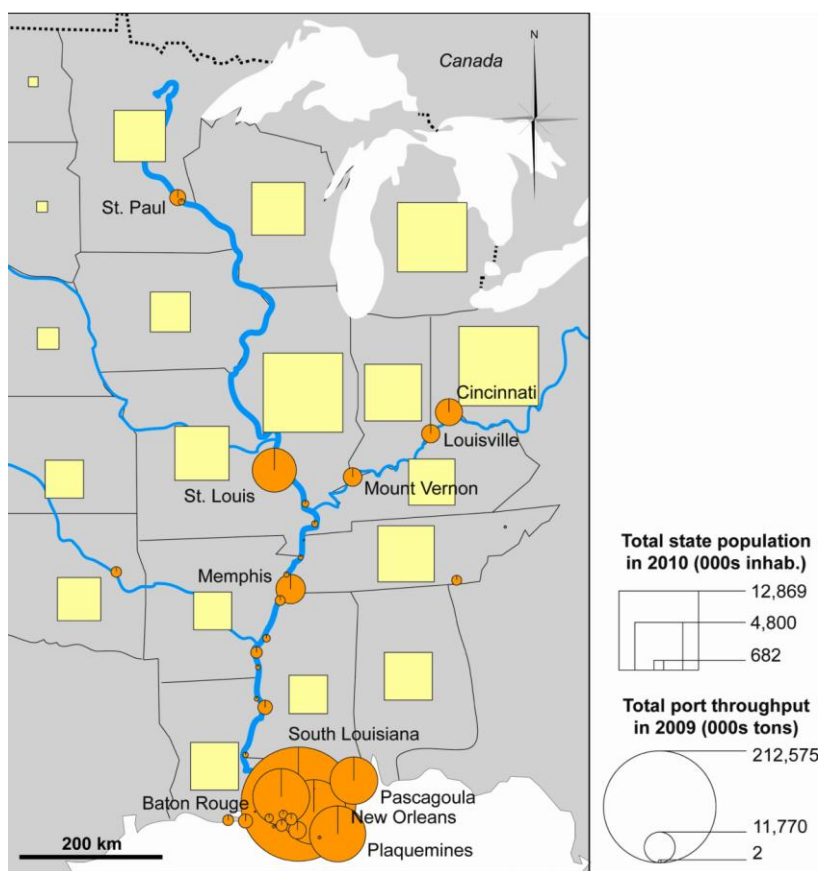 Canada
N
St. Paul
Cincinnati
Louisville
St. Louis
Mount Vernon
Memphis
South Louisiana
Pascagoula
Baton Rouge
New Orleans
Plaquemines
200 km
Total state population
in 2010 (000s inhab.)
12,869
4,800
682
Total port throughput
in 2009 (000s tons)
212,575
11,770
2